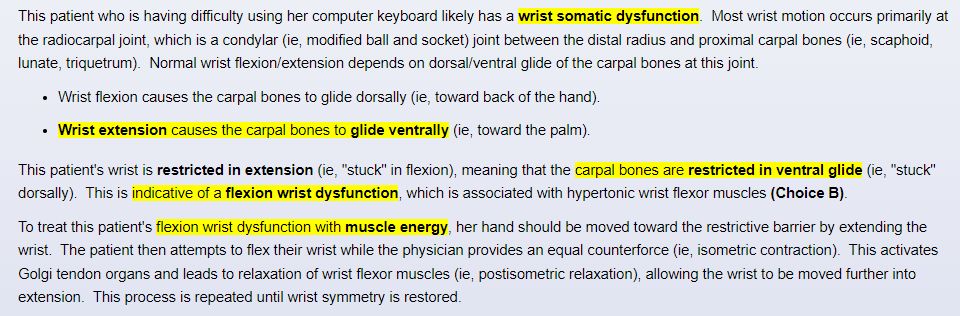 This patient who is having difficulty using her computer keyboard likely has a wrist somatic dysfunction.  Most wrist motion occurs primarily at
the radiocarpal joint, which is a condylar (ie, modified ball and socket) joint between the distal radius and proximal carpal bones (ie, scaphoid,
lunate, triquetrum).  Normal wrist flexion/extension depends on dorsal/ventral glide of the carpal bones at this joint.
• Wrist flexion causes the carpal bones to glide dorsally (ie, toward back of the hand).
• Wrist extension causes the carpal bones to glide ventrally (ie, toward the palm).
This patient's wrist is restricted in extension (ie, "stuck" in flexion), meaning that the carpal bones are restricted in ventral glide (ie, "stuck"
dorsally).  This is indicative of a flexion wrist dysfunction, which is associated with hypertonic wrist flexor muscles (Choice B).
To treat this patient's flexion wrist dysfunction with muscle energy, her hand should be moved toward the restrictive barrier by extending the
wrist.  The patient then attempts to flex their wrist while the physician provides an equal counterforce (ie, isometric contraction).  This activates
Golgi tendon organs and leads to relaxation of wrist flexor muscles (ie, postisometric relaxation), allowing the wrist to be moved further into
extension.  This process is repeated until wrist symmetry is restored.